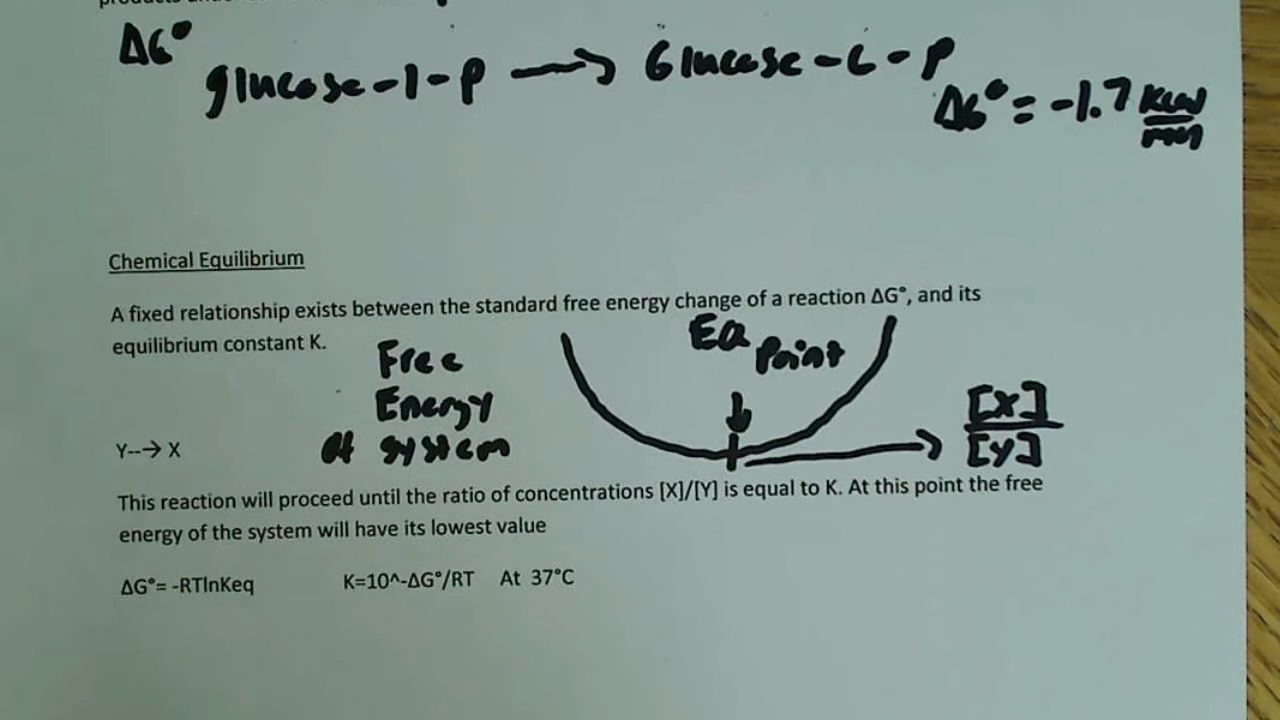 ΔG°
glucose-1-P → Glucose-6-P
ΔG° = -1.7 Kcal/mol
Chemical Equilibrium
A fixed relationship exists between the standard free energy change of a reaction ΔG°, and its
equilibrium constant K.
Free
Energy
of system
EQ
Point
[X]/[Y]
Y--→ X
This reaction will proceed until the ratio of concentrations [X]/[Y] is equal to K. At this point the free
energy of the system will have its lowest value
ΔG°= -RTlnKeq K=10^-ΔG°/RT At 37°C